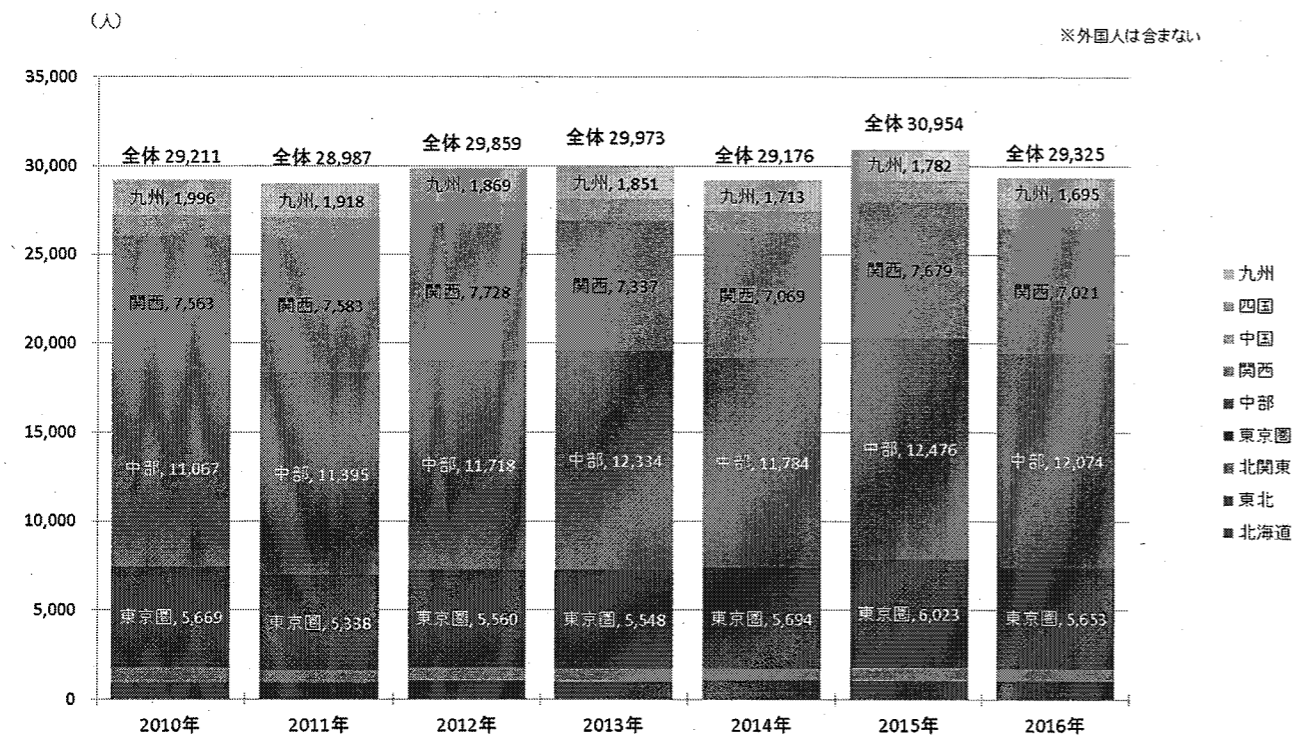 （人）
※外国人は含まない
35,000
30,000
25,000
20,000
15,000
10,000
5,000
0
全体 29,211
九州, 1,996
関西, 7,563
中部, 11,067
東京圏, 5,669
2010年
全体 28,987
九州, 1,918
関西, 7,583
中部, 11,395
東京圏, 5,338
2011年
全体 29,859
九州, 1,869
関西, 7,728
中部, 11,718
東京圏, 5,560
2012年
全体 29,973
九州, 1,851
関西, 7,337
中部, 12,334
東京圏, 5,548
2013年
全体 29,176
九州, 1,713
関西, 7,069
中部, 11,784
東京圏, 5,694
2014年
全体 30,954
九州, 1,782
関西, 7,679
中部, 12,476
東京圏, 6,023
2015年
全体 29,325
九州, 1,695
関西, 7,021
中部, 12,074
東京圏, 5,653
2016年
九州
四国
中国
関西
中部
東京圏
北関東
東北
北海道